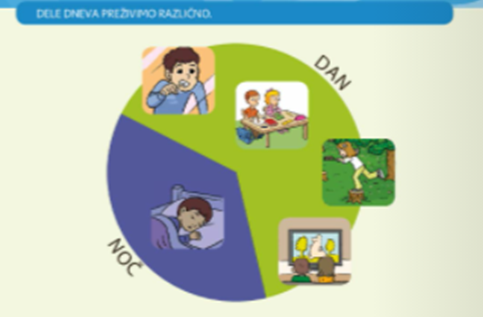 DELE DNEVA PREŽIVIMO RAZLIČNO.
DAN
NOČ